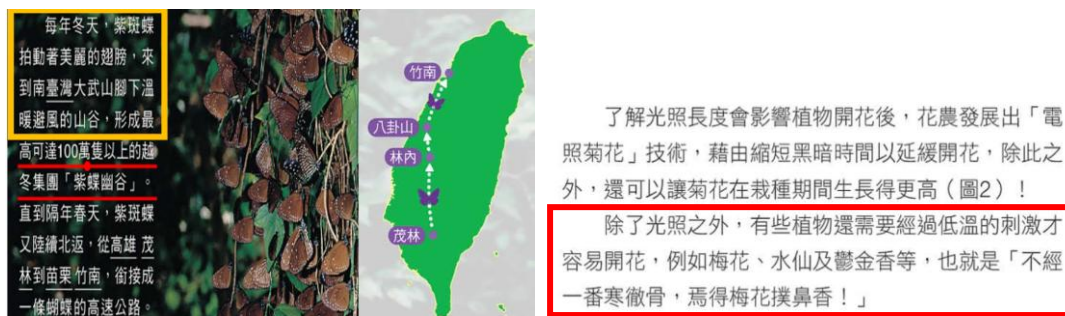 每年冬天，紫斑蝶
拍動著美麗的翅膀，來
到南臺灣大武山腳下溫
暖避風的山谷，形成最
高可達100萬隻以上的越
冬集團「紫蝶幽谷」。
直到隔年春天，紫斑蝶
又陸續北返，從高雄 茂
林到苗栗 竹南，銜接成
一條蝴蝶的高速公路。
竹南
八卦山
林內
茂林
了解光照長度會影響植物開花後，花農發展出「電
照菊花」技術，藉由縮短黑暗時間以延緩開花，除此之
外，還可以讓菊花在栽種期間生長得更高（圖2）！
除了光照之外，有些植物還需要經過低溫的刺激才
容易開花，例如梅花、水仙及鬱金香等，也就是「不經
一番寒徹骨，焉得梅花撲鼻香！」